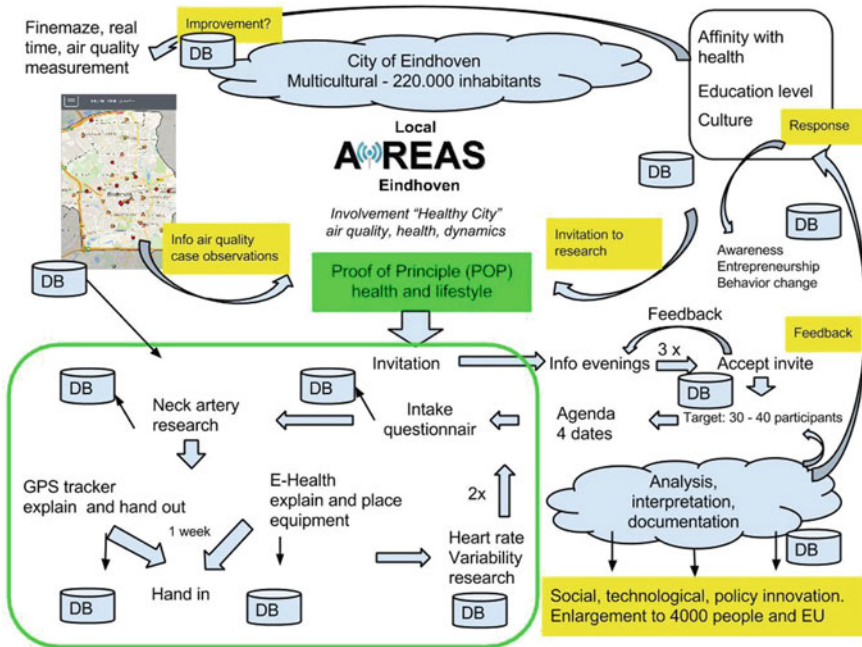 Finemaze, real
time, air quality
measurement
Improvement?
DB
City of Eindhoven
Multicultural - 220.000 inhabitants
Affinity with
health
Education level
Culture
Response
Local
AiREAS
Eindhoven
DB
DB
Involvement "Healthy City"
air quality, health, dynamics
Info air quality
case observations
Invitation to
research
Awareness
Entrepreneurship
Behavior change
DB
Proof of Principle (POP)
health and lifestyle
Feedback
Feedback
Invitation
Info evenings
3 x
Accept invite
DB
DB
DB
Neck artery
research
Intake
questionnair
Agenda
4 dates
Target: 30 - 40 participants
GPS tracker
explain and hand out
E-Health
explain and place
equipment
2x
Analysis,
interpretation,
documentation
1 week
Heart rate
Variability
research
DB
Hand in
DB
DB
DB
Social, technological, policy innovation.
Enlargement to 4000 people and EU